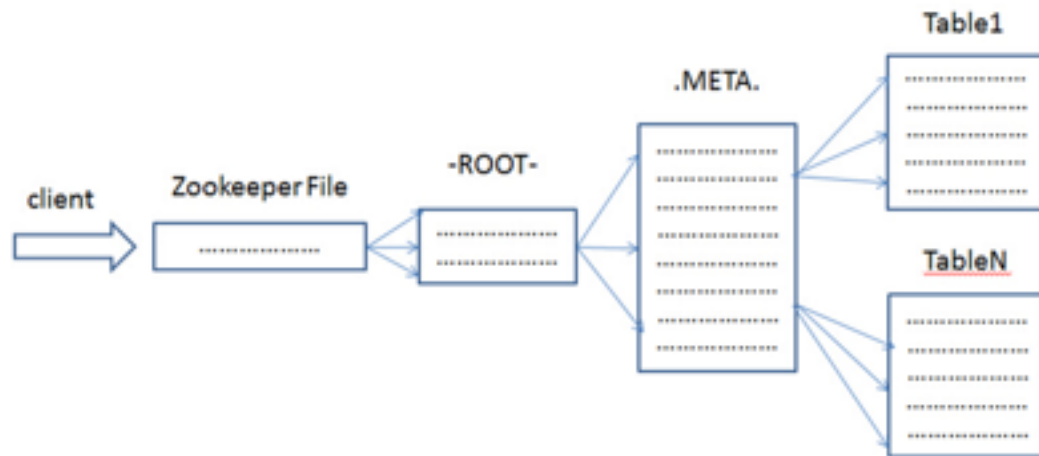 client
Zookeeper File
-ROOT-
.META.
Table1
TableN